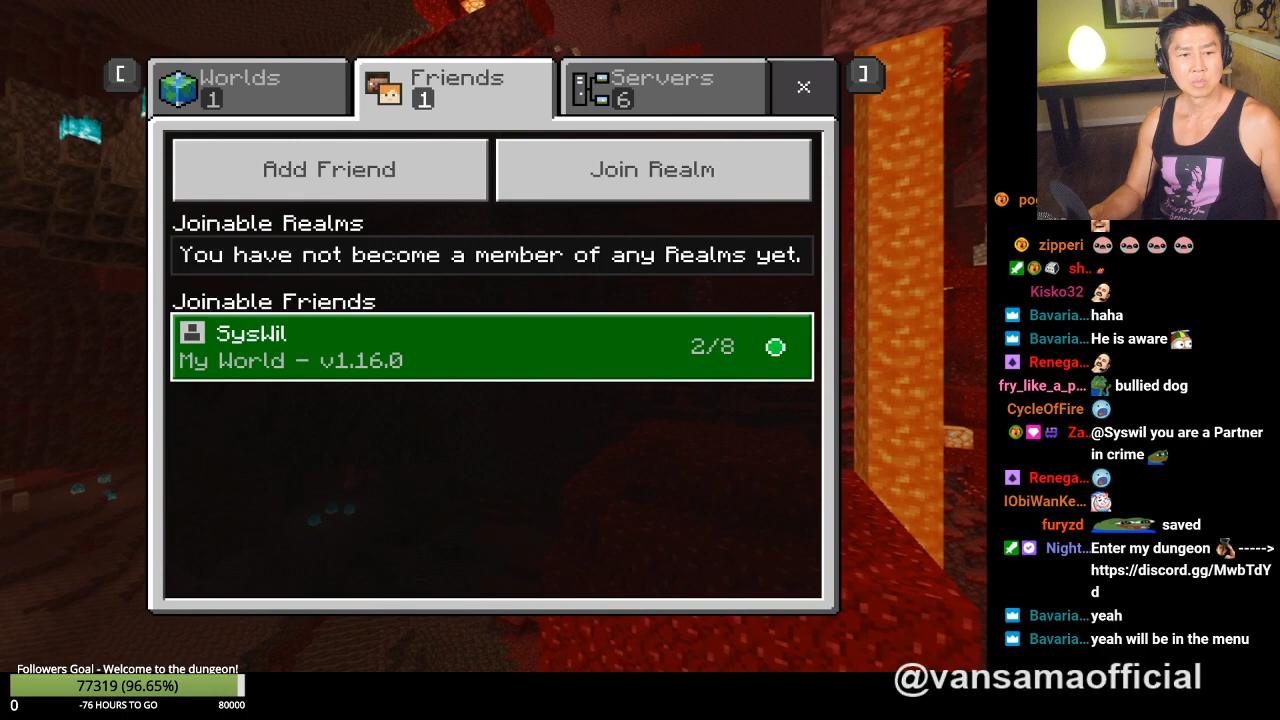 [
Worlds
1
Friends
1
Servers
6
]
Add Friend
Join Realm
Joinable Realms
You have not become a member of any Realms yet.
Joinable Friends
SysWil
My World - v1.16.0
2/8
zipperi
sh..
Kisko32
Bavaria... haha
Bavaria... He is aware
Renega...
fry_like_a_p... bullied dog
CycleOfFire
Za.. @Syswil you are a Partner
in crime
Renega...
IObiWanKe...
furyzd saved
Night... Enter my dungeon ----->
https://discord.gg/MwbTdY
d
Bavaria... yeah
Bavaria... yeah will be in the menu
@vansamaofficial
Followers Goal - Welcome to the dungeon!
77319 (96.65%)
0 -76 HOURS TO GO 80000